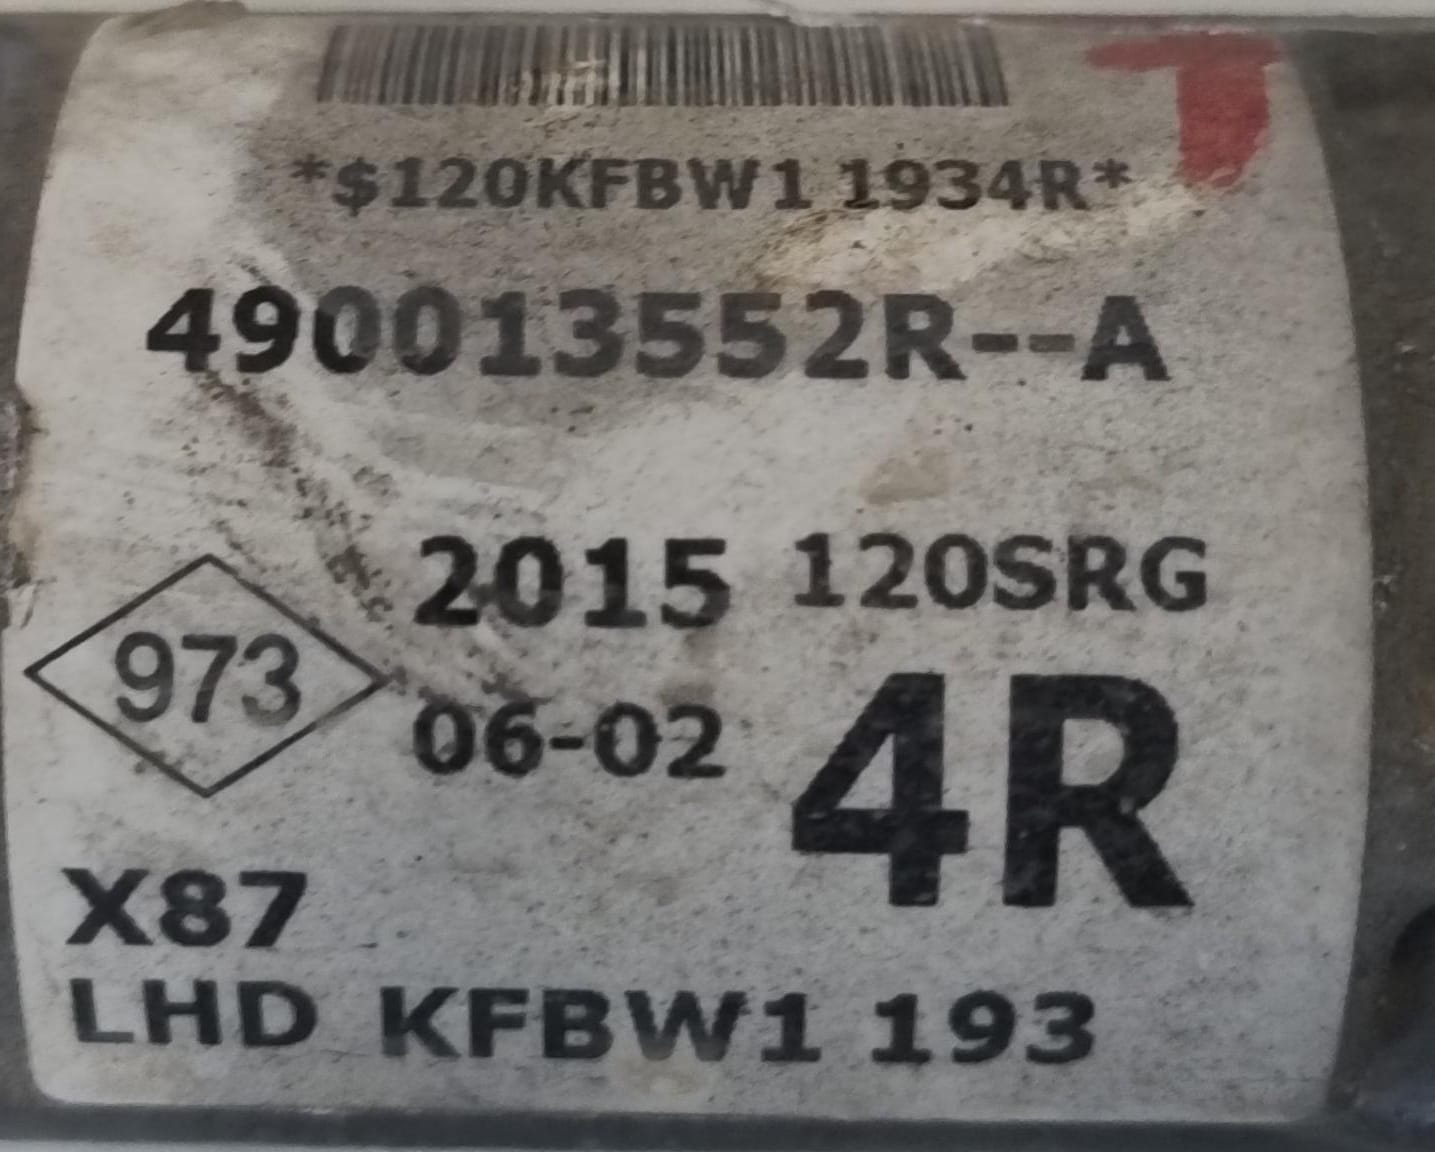 *$120KFBW1 1934R*
490013552R--A
2015 120SRG
973
06-02 4R
X87
LHD KFBW1 193